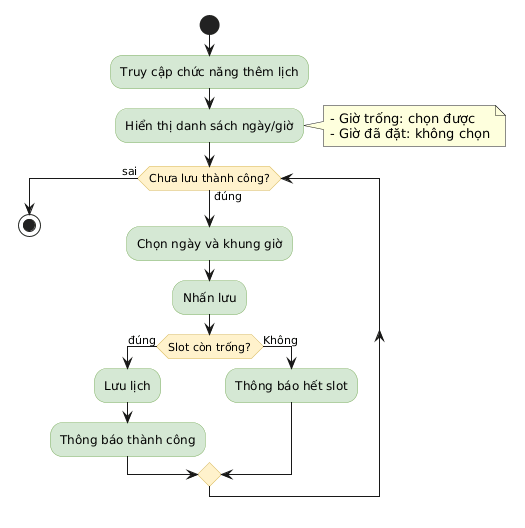 Truy cập chức năng thêm lịch
Hiển thị danh sách ngày/giờ
- Giờ trống: chọn được
- Giờ đã đặt: không chọn
sai
Chưa lưu thành công?
đúng
Chọn ngày và khung giờ
Nhấn lưu
đúng
Slot còn trống?
Không
Lưu lịch
Thông báo hết slot
Thông báo thành công